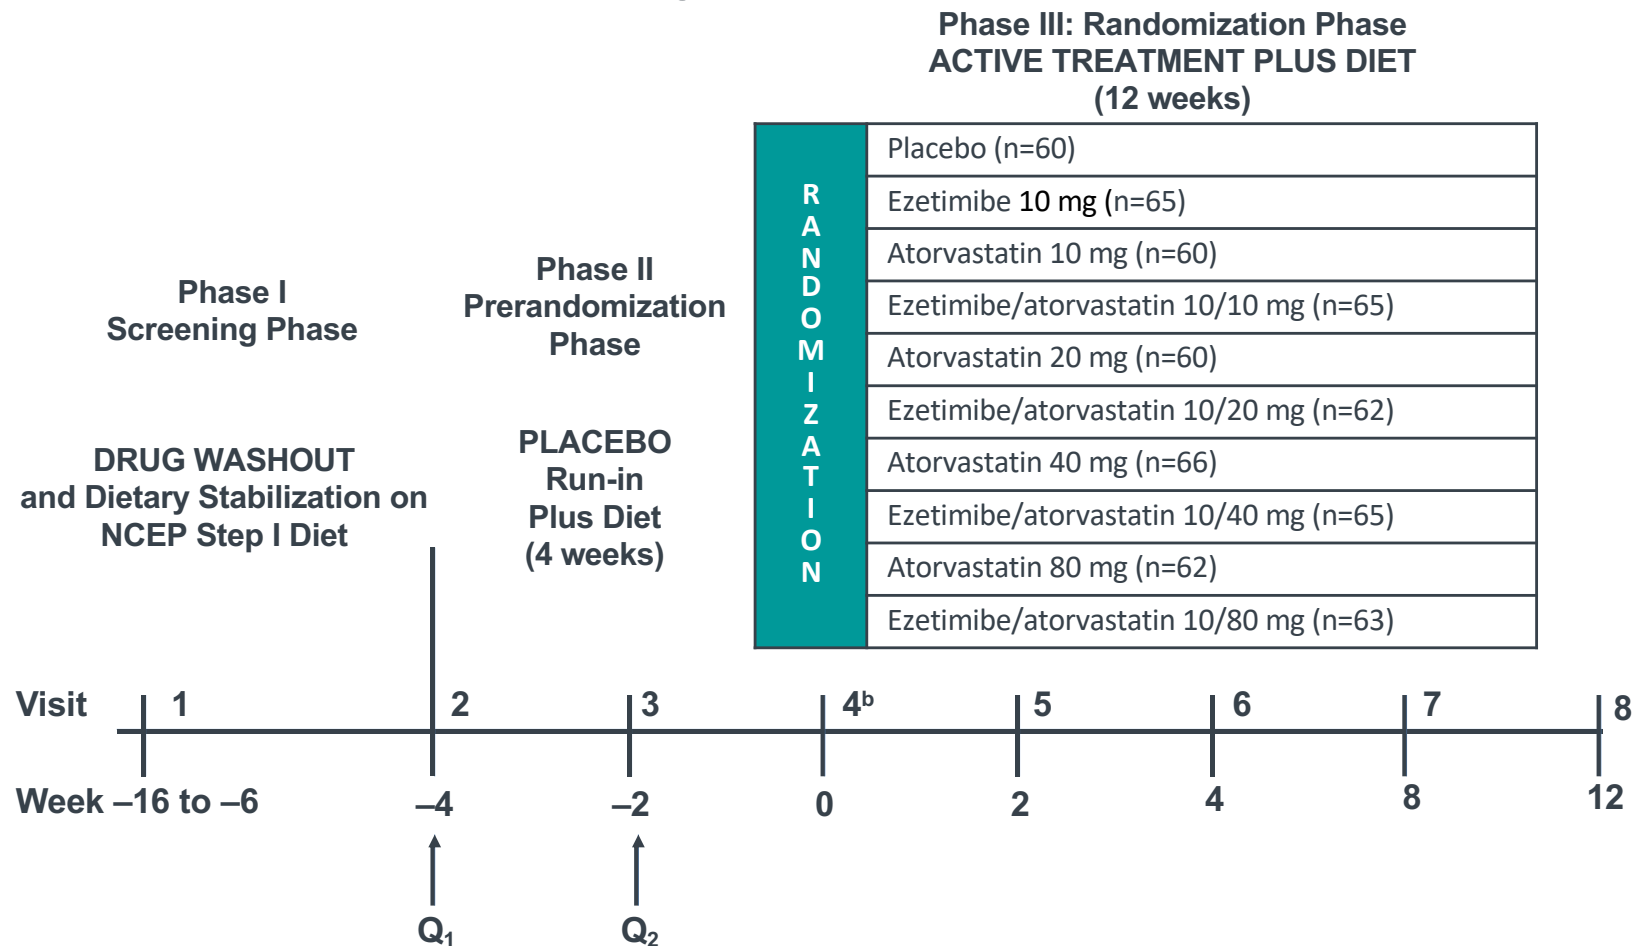 Phase III: Randomization Phase
ACTIVE TREATMENT PLUS DIET
(12 weeks)
Phase I
Screening Phase
DRUG WASHOUT
and Dietary Stabilization on
NCEP Step I Diet
Phase II
Prerandomization
Phase
PLACEBO
Run-in
Plus Diet
(4 weeks)
RANDOMIZATION
Placebo (n=60)
Ezetimibe 10 mg (n=65)
Atorvastatin 10 mg (n=60)
Ezetimibe/atorvastatin 10/10 mg (n=65)
Atorvastatin 20 mg (n=60)
Ezetimibe/atorvastatin 10/20 mg (n=62)
Atorvastatin 40 mg (n=66)
Ezetimibe/atorvastatin 10/40 mg (n=65)
Atorvastatin 80 mg (n=62)
Ezetimibe/atorvastatin 10/80 mg (n=63)
Visit 1 2 3 4ᵇ 5 6 7 8
Week –16 to –6 –4 –2 0 2 4 8 12
Q₁ Q₂